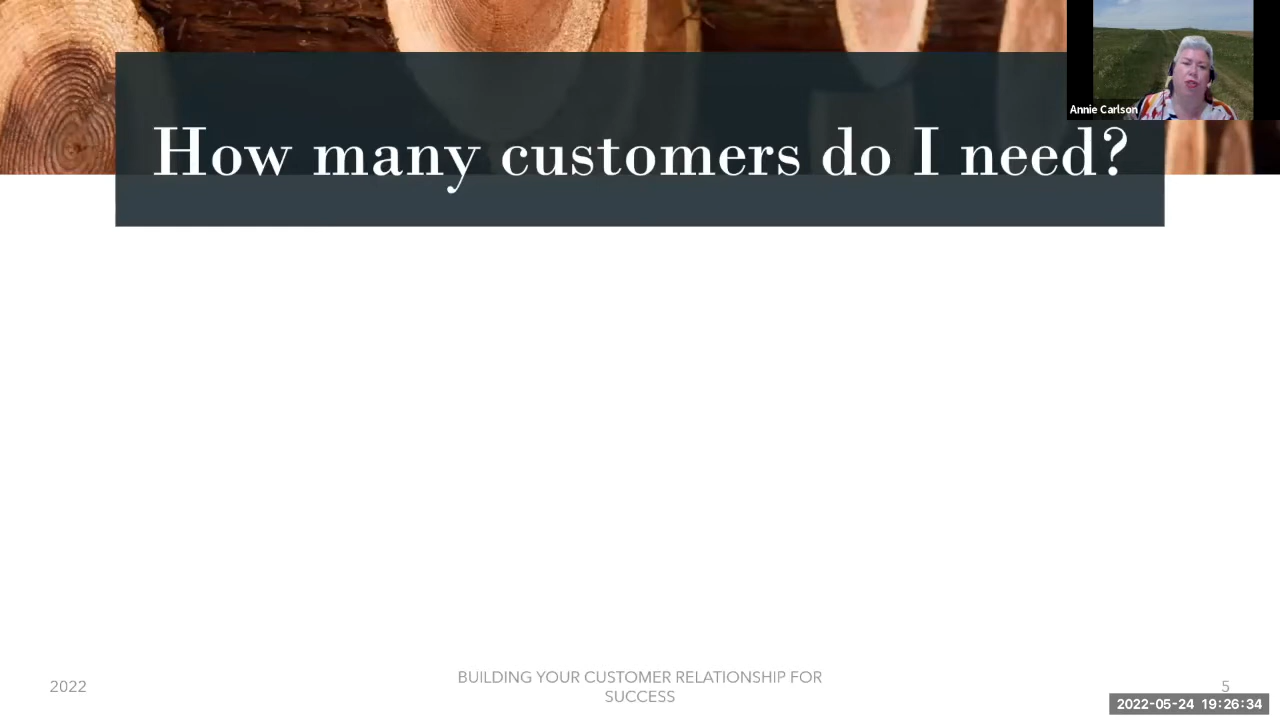 Annie Carlson
How many customers do I need?
2022
BUILDING YOUR CUSTOMER RELATIONSHIP FOR
SUCCESS
5
2022-05-24 19:26:34